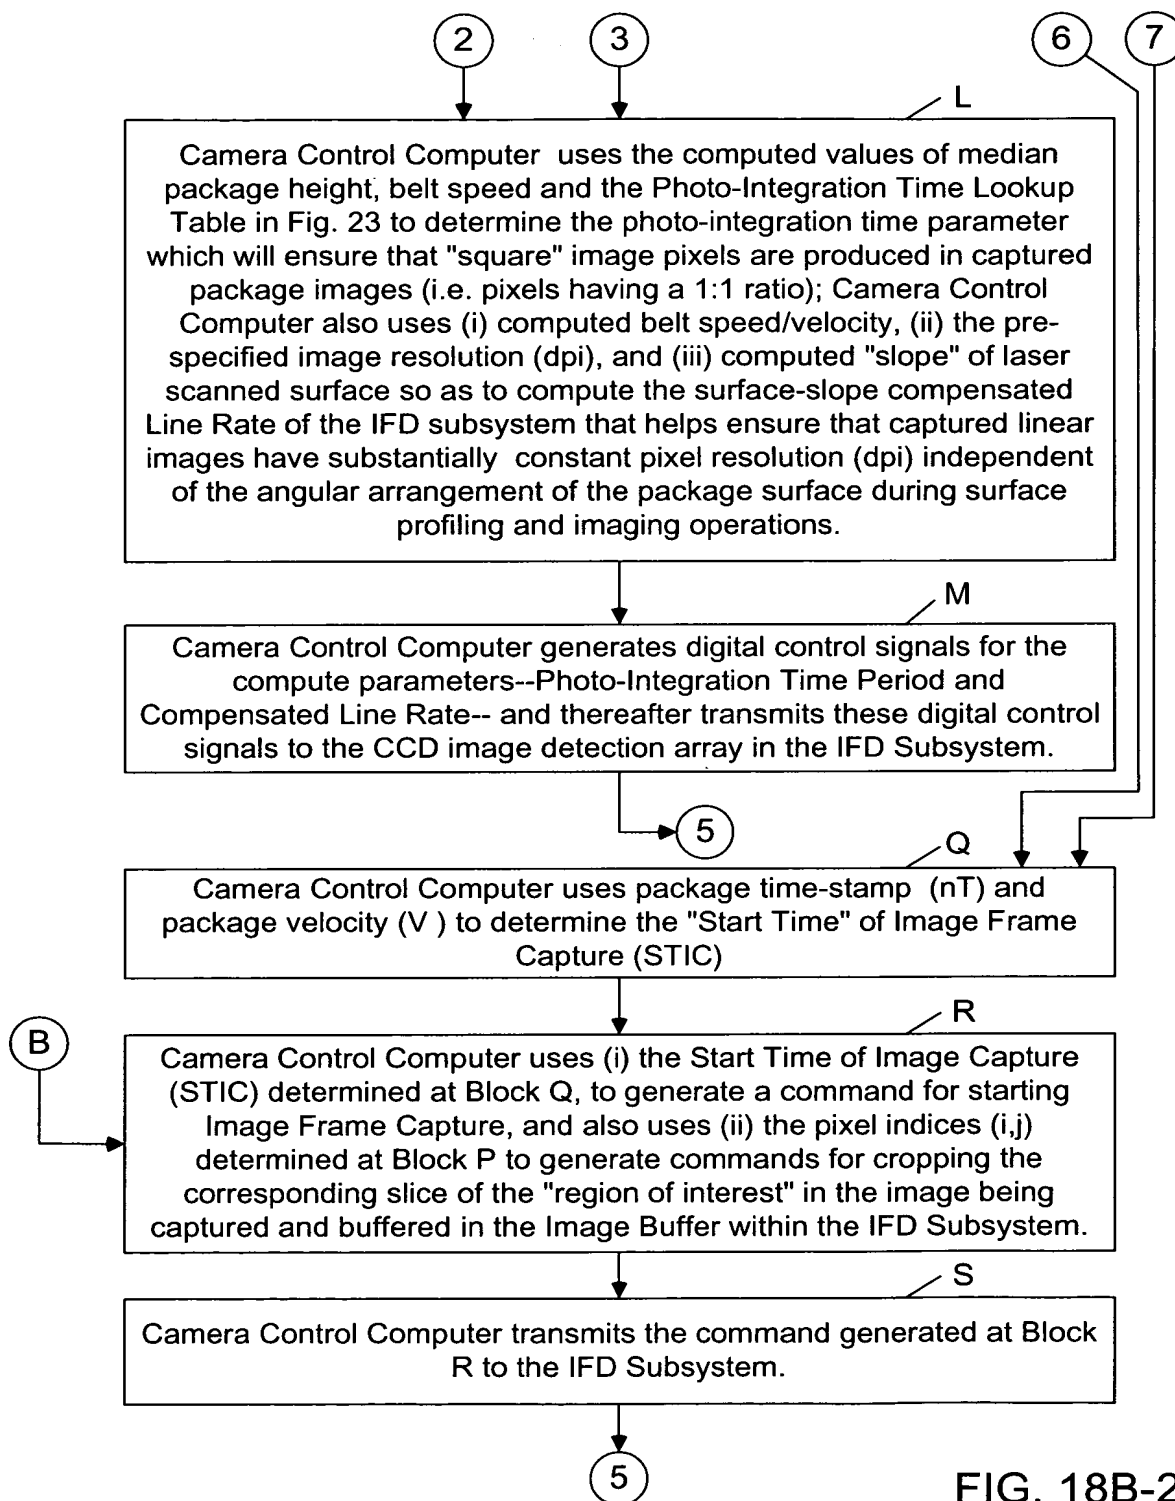 2
3
6
7
L
Camera Control Computer uses the computed values of median
package height, belt speed and the Photo-Integration Time Lookup
Table in Fig. 23 to determine the photo-integration time parameter
which will ensure that "square" image pixels are produced in captured
package images (i.e. pixels having a 1:1 ratio); Camera Control
Computer also uses (i) computed belt speed/velocity, (ii) the pre-
specified image resolution (dpi), and (iii) computed "slope" of laser
scanned surface so as to compute the surface-slope compensated
Line Rate of the IFD subsystem that helps ensure that captured linear
images have substantially constant pixel resolution (dpi) independent
of the angular arrangement of the package surface during surface
profiling and imaging operations.
M
Camera Control Computer generates digital control signals for the
compute parameters--Photo-Integration Time Period and
Compensated Line Rate-- and thereafter transmits these digital control
signals to the CCD image detection array in the IFD Subsystem.
5
Q
Camera Control Computer uses package time-stamp (nT) and
package velocity (V ) to determine the "Start Time" of Image Frame
Capture (STIC)
R
B
Camera Control Computer uses (i) the Start Time of Image Capture
(STIC) determined at Block Q, to generate a command for starting
Image Frame Capture, and also uses (ii) the pixel indices (i,j)
determined at Block P to generate commands for cropping the
corresponding slice of the "region of interest" in the image being
captured and buffered in the Image Buffer within the IFD Subsystem.
S
Camera Control Computer transmits the command generated at Block
R to the IFD Subsystem.
5
FIG. 18B-2